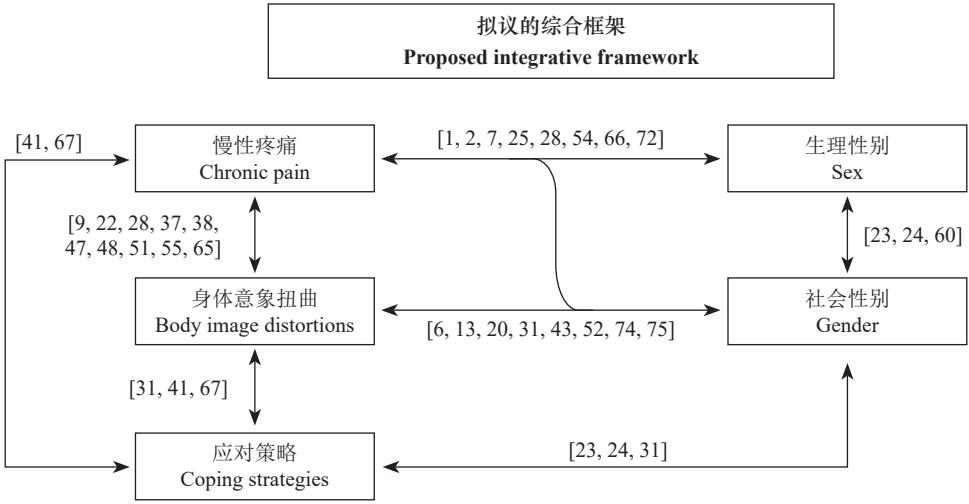 拟议的综合框架
Proposed integrative framework
[41, 67]
慢性疼痛
Chronic pain
[1, 2, 7, 25, 28, 54, 66, 72]
生理性别
Sex
[9, 22, 28, 37, 38,
47, 48, 51, 55, 65]
[23, 24, 60]
身体意象扭曲
Body image distortions
[6, 13, 20, 31, 43, 52, 74, 75]
社会性别
Gender
[31, 41, 67]
应对策略
Coping strategies
[23, 24, 31]